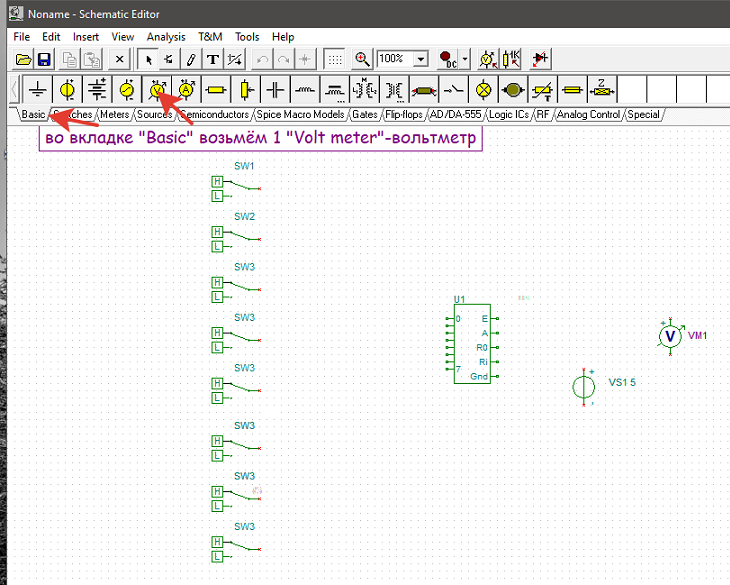 Noname - Schematic Editor
File Edit Insert View Analysis T&M Tools Help
T 100% DC 1K
V A M Z
Basic Meters Sources Semiconductors Spice Macro Models Gates Flip-flops AD/DA-555 Logic ICs RF Analog Control Special
во вкладке "Basic" возьмём 1 "Volt meter"-вольтметр
SW1
H
L
SW2
H
L
SW3
H
L
SW3
H
L
U1
0 E
A
R0
Ri
7
Gnd
+ V VM1
SW3
H
L
+ VS1 5
SW3
H
L
SW3
H
L
SW3
H
L